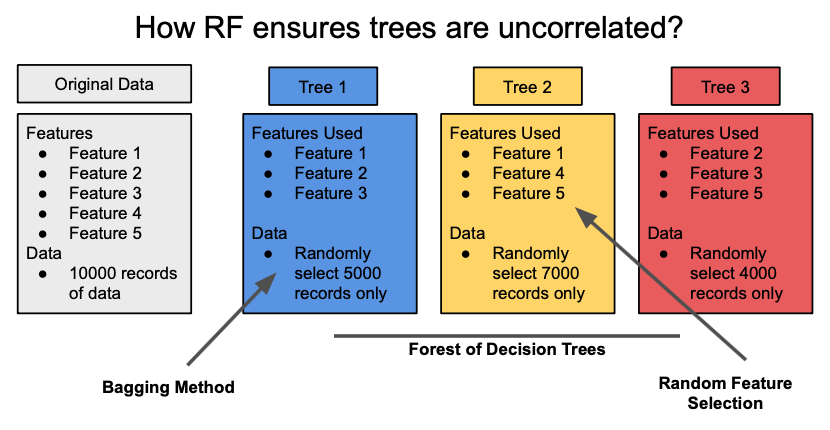 How RF ensures trees are uncorrelated?
Original Data
Features
● Feature 1
● Feature 2
● Feature 3
● Feature 4
● Feature 5
Data
● 10000 records
of data
Tree 1
Features Used
● Feature 1
● Feature 2
● Feature 3
Data
● Randomly
select 5000
records only
Tree 2
Features Used
● Feature 1
● Feature 4
● Feature 5
Data
● Randomly
select 7000
records only
Tree 3
Features Used
● Feature 2
● Feature 3
● Feature 5
Data
● Randomly
select 4000
records only
Forest of Decision Trees
Bagging Method
Random Feature
Selection